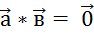 a⃗ * в⃗ = 0⃗